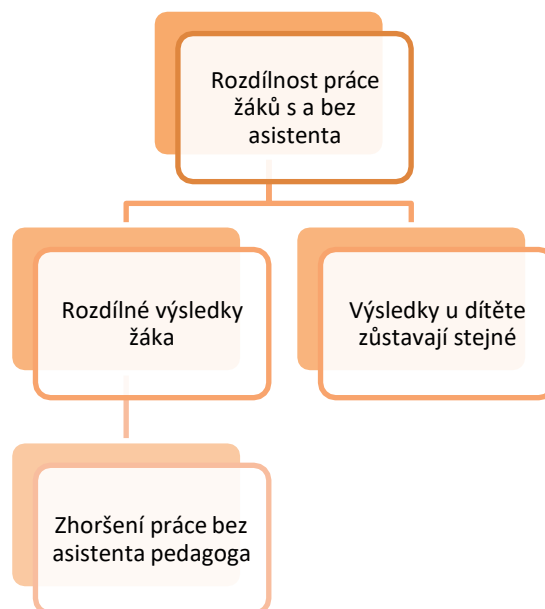 Rozdílnost práce
žáků s a bez
asistenta
Rozdílné výsledky
žáka
Výsledky u dítěte
zůstavají stejné
Zhoršení práce bez
asistenta pedagoga